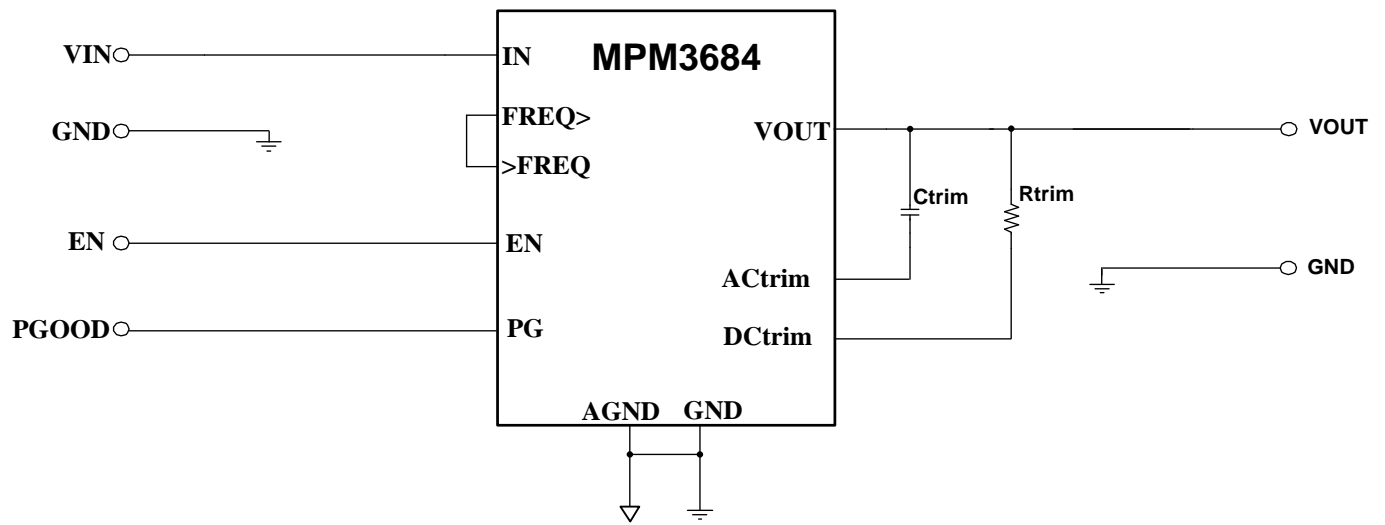 MPM3684
VIN
IN
FREQ>
GND
VOUT
VOUT
>FREQ
Ctrim
Rtrim
EN
EN
GND
ACtrim
PGOOD
PG
DCtrim
AGND
GND